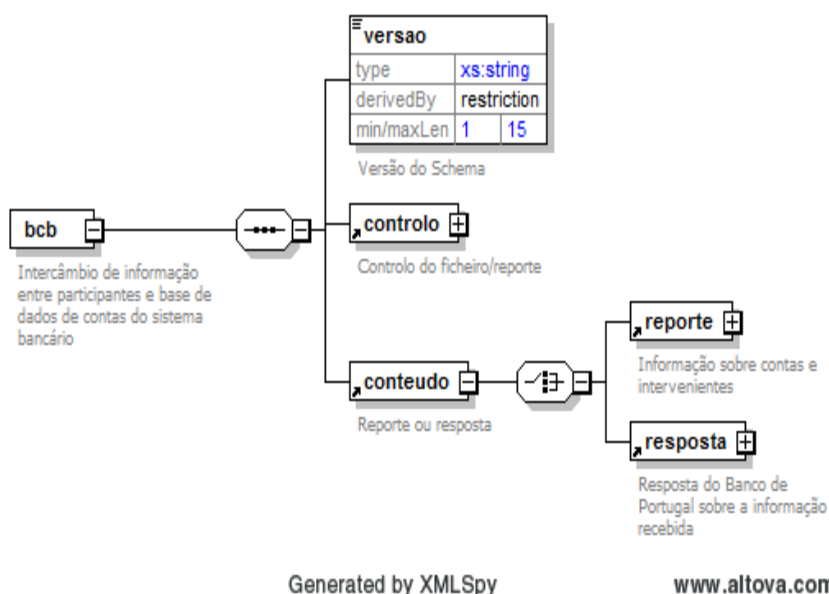 versao
type xs:string
derivedBy restriction
min/maxLen 1 15
Versão do Schema
bcb
Intercâmbio de informação
entre participantes e base de
dados de contas do sistema
bancário
controlo
Controlo do ficheiro/reporte
conteudo
Reporte ou resposta
reporte
Informação sobre contas e
intervenientes
resposta
Resposta do Banco de
Portugal sobre a informação
recebida
Generated by XMLSpy
www.altova.com